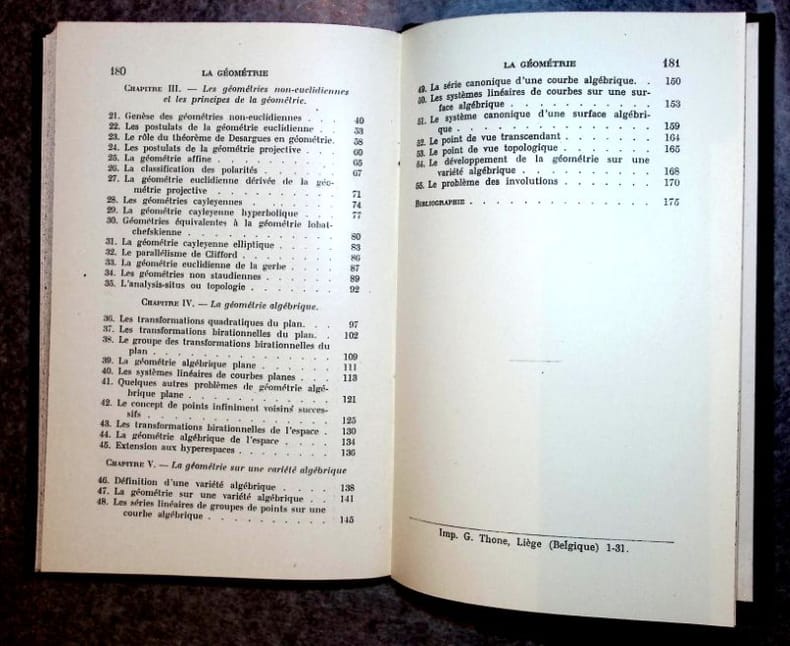 180
LA GÉOMÉTRIE
CHAPITRE III. — Les géométries non-euclidiennes
et les principes de la géométrie.
21. Genèse des géométries non-euclidiennes . . . 40
22. Les postulats de la géométrie euclidienne . . . 53
23. Le rôle du théorème de Desargues en géométrie. 58
24. Les postulats de la géométrie projective . . . . 60
25. La géométrie affine . . . . . . . . . . 65
26. La classification des polarités . . . . . . . 67
27. La géométrie euclidienne dérivée de la géo-
métrie projective . . . . . . . . . . 71
28. Les géométries cayleyennes . . . . . . . 74
29. La géométrie cayleyenne hyperbolique . . . . 77
30. Géométries équivalentes à la géométrie lobat-
chefskienne . . . . . . . . . . . . 80
31. La géométrie cayleyenne elliptique . . . . . 83
32. Le parallélisme de Clifford . . . . . . . . 86
33. La géométrie euclidienne de la gerbe . . . . 87
34. Les géométries non staudiennes . . . . . . 89
35. L'analysis-situs ou topologie . . . . . . . 92
CHAPITRE IV. — La géométrie algébrique.
36. Les transformations quadratiques du plan. . . 97
37. Les transformations birationnelles du plan. . 102
38. Le groupe des transformations birationnelles du
plan . . . . . . . . . . . . . . 109
39. La géométrie algébrique plane . . . . . . 111
40. Les systèmes linéaires de courbes planes . . . 113
41. Quelques autres problèmes de géométrie algé-
brique plane . . . . . . . . . . . . 121
42. Le concept de points infiniment voisins succes-
sifs . . . . . . . . . . . . . . 125
43. Les transformations birationnelles de l'espace . 130
44. La géométrie algébrique de l'espace . . . . . 134
45. Extension aux hyperespaces . . . . . . . 136
CHAPITRE V. — La géométrie sur une variété algébrique
46. Définition d'une variété algébrique . . . . . 138
47. La géométrie sur une variété algébrique . . . 141
48. Les séries linéaires de groupes de points sur une
courbe algébrique . . . . . . . . . . 145
LA GÉOMÉTRIE
181
49. La série canonique d'une courbe algébrique. . 150
50. Les systèmes linéaires de courbes sur une sur-
face algébrique . . . . . . . . . . . 153
51. Le système canonique d'une surface algébri-
que . . . . . . . . . . . . . . 159
52. Le point de vue transcendant . . . . . . . 164
53. Le point de vue topologique . . . . . . . 165
54. Le développement de la géométrie sur une
variété algébrique . . . . . . . . . . 168
55. Le problème des involutions . . . . . . . 170
BIBLIOGRAPHIE . . . . . . . . . . . . 175
Imp. G. Thone, Liège (Belgique) 1-31.